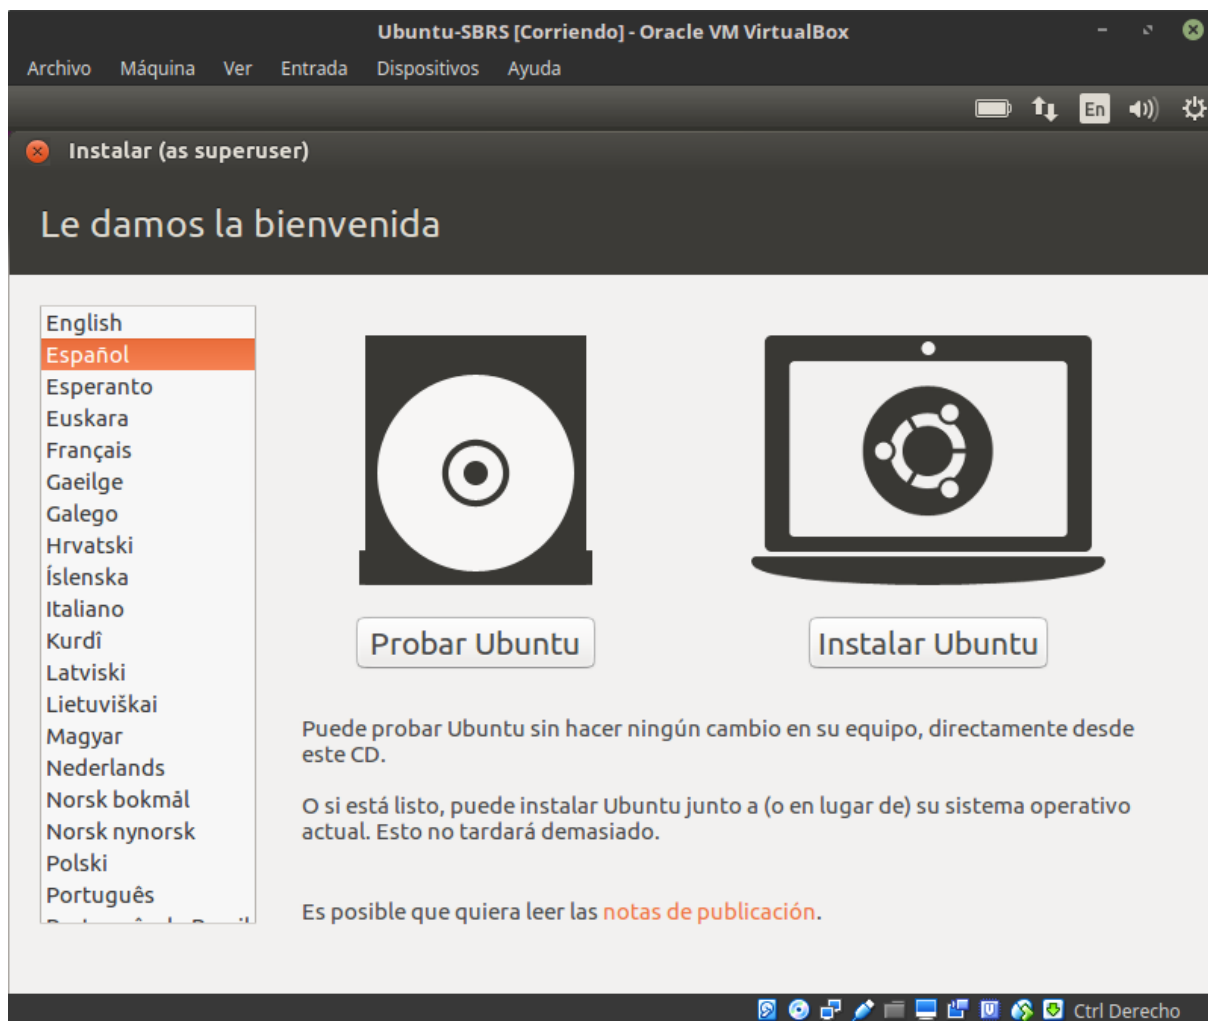 Ubuntu-SBRS [Corriendo] - Oracle VM VirtualBox
Archivo Máquina Ver Entrada Dispositivos Ayuda
En
Instalar (as superuser)
Le damos la bienvenida
English
Español
Esperanto
Euskara
Français
Gaeilge
Galego
Hrvatski
Íslenska
Italiano
Kurdî
Latviski
Lietuviškai
Magyar
Nederlands
Norsk bokmål
Norsk nynorsk
Polski
Português
Probar Ubuntu
Instalar Ubuntu
Puede probar Ubuntu sin hacer ningún cambio en su equipo, directamente desde
este CD.
O si está listo, puede instalar Ubuntu junto a (o en lugar de) su sistema operativo
actual. Esto no tardará demasiado.
Es posible que quiera leer las notas de publicación.
Ctrl Derecho